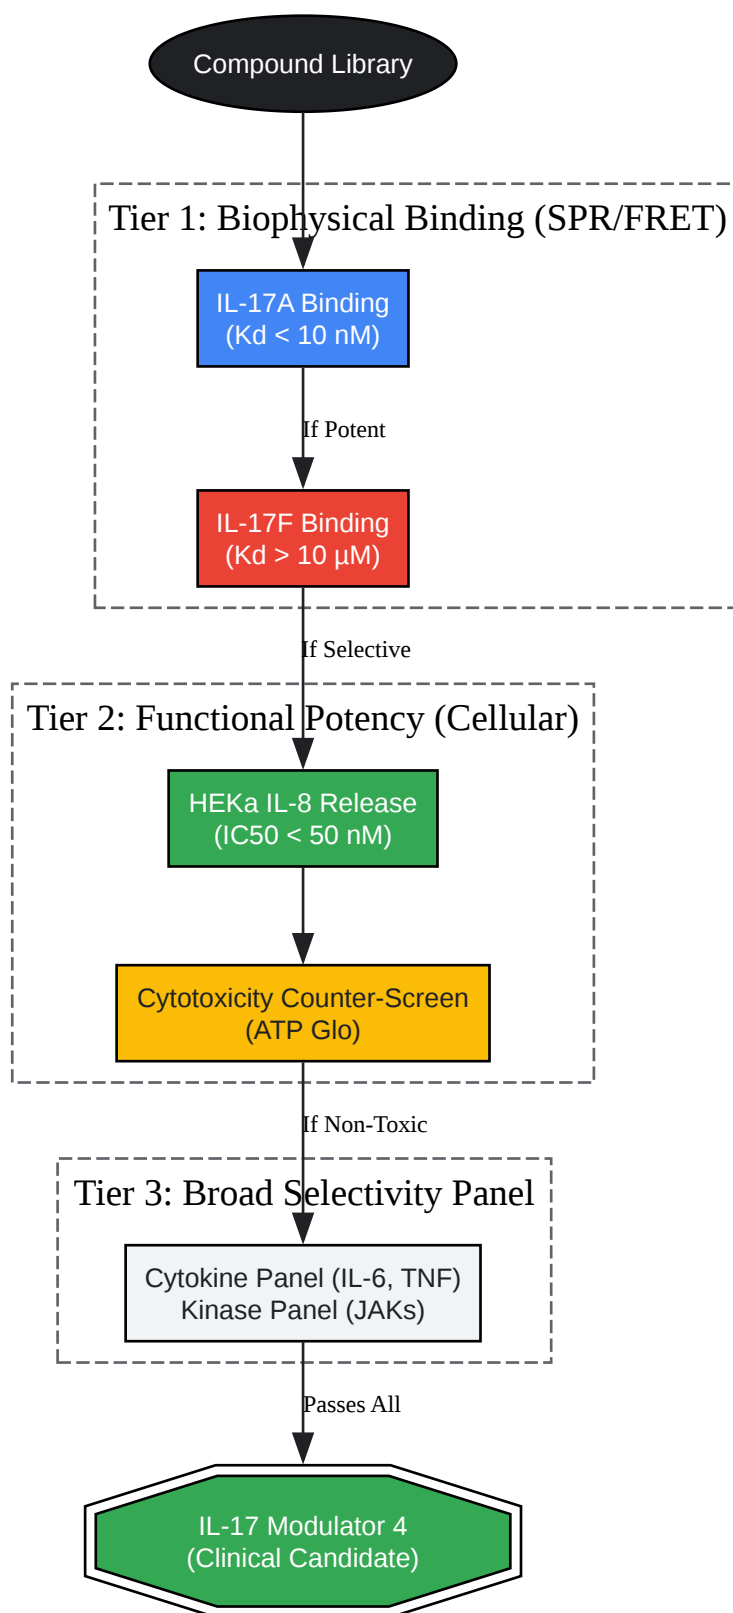 Compound Library
Tier 1: Biophysical Binding (SPR/FRET)
IL-17A Binding
(Kd < 10 nM)
If Potent
IL-17F Binding
(Kd > 10 µM)
If Selective
Tier 2: Functional Potency (Cellular)
HEKa IL-8 Release
(IC50 < 50 nM)
Cytotoxicity Counter-Screen
(ATP Glo)
If Non-Toxic
Tier 3: Broad Selectivity Panel
Cytokine Panel (IL-6, TNF)
Kinase Panel (JAKs)
Passes All
IL-17 Modulator 4
(Clinical Candidate)